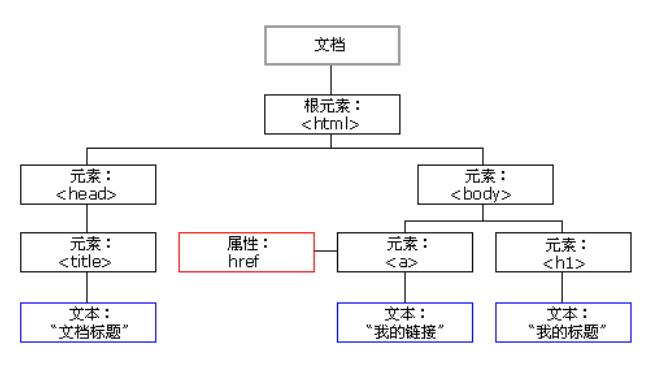 文档
根元素：
<html>
元素：
<head>
元素：
<body>
元素：
<title>
属性：
href
元素：
<a>
元素：
<h1>
文本：
“文档标题”
文本：
“我的链接”
文本：
“我的标题”